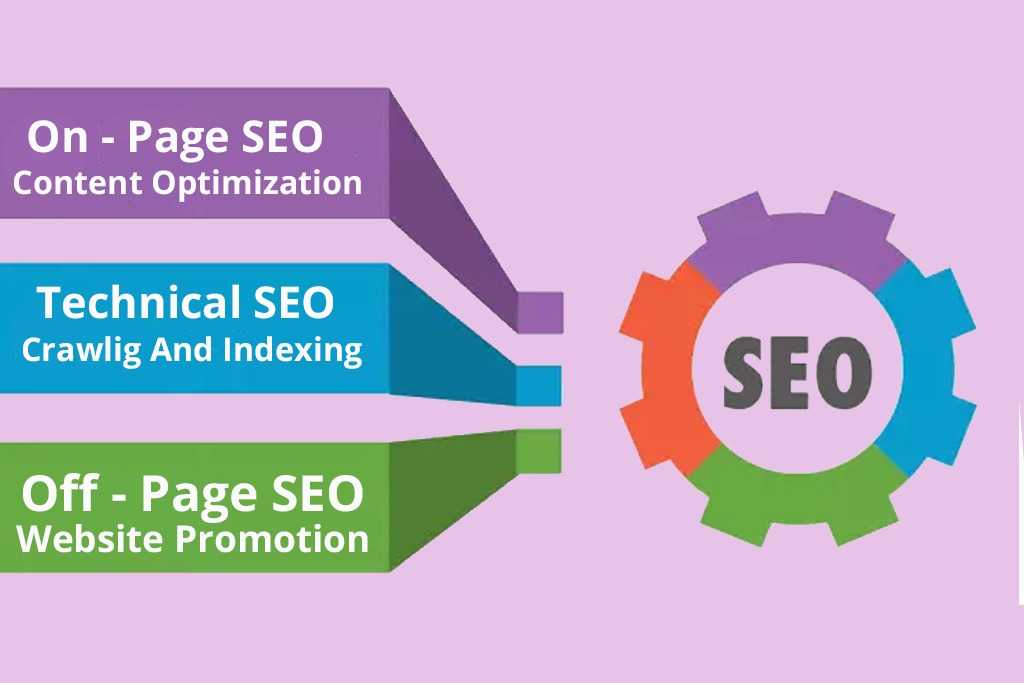 On - Page SEO
Content Optimization
Technical SEO
Crawlig And Indexing
Off - Page SEO
Website Promotion
SEO